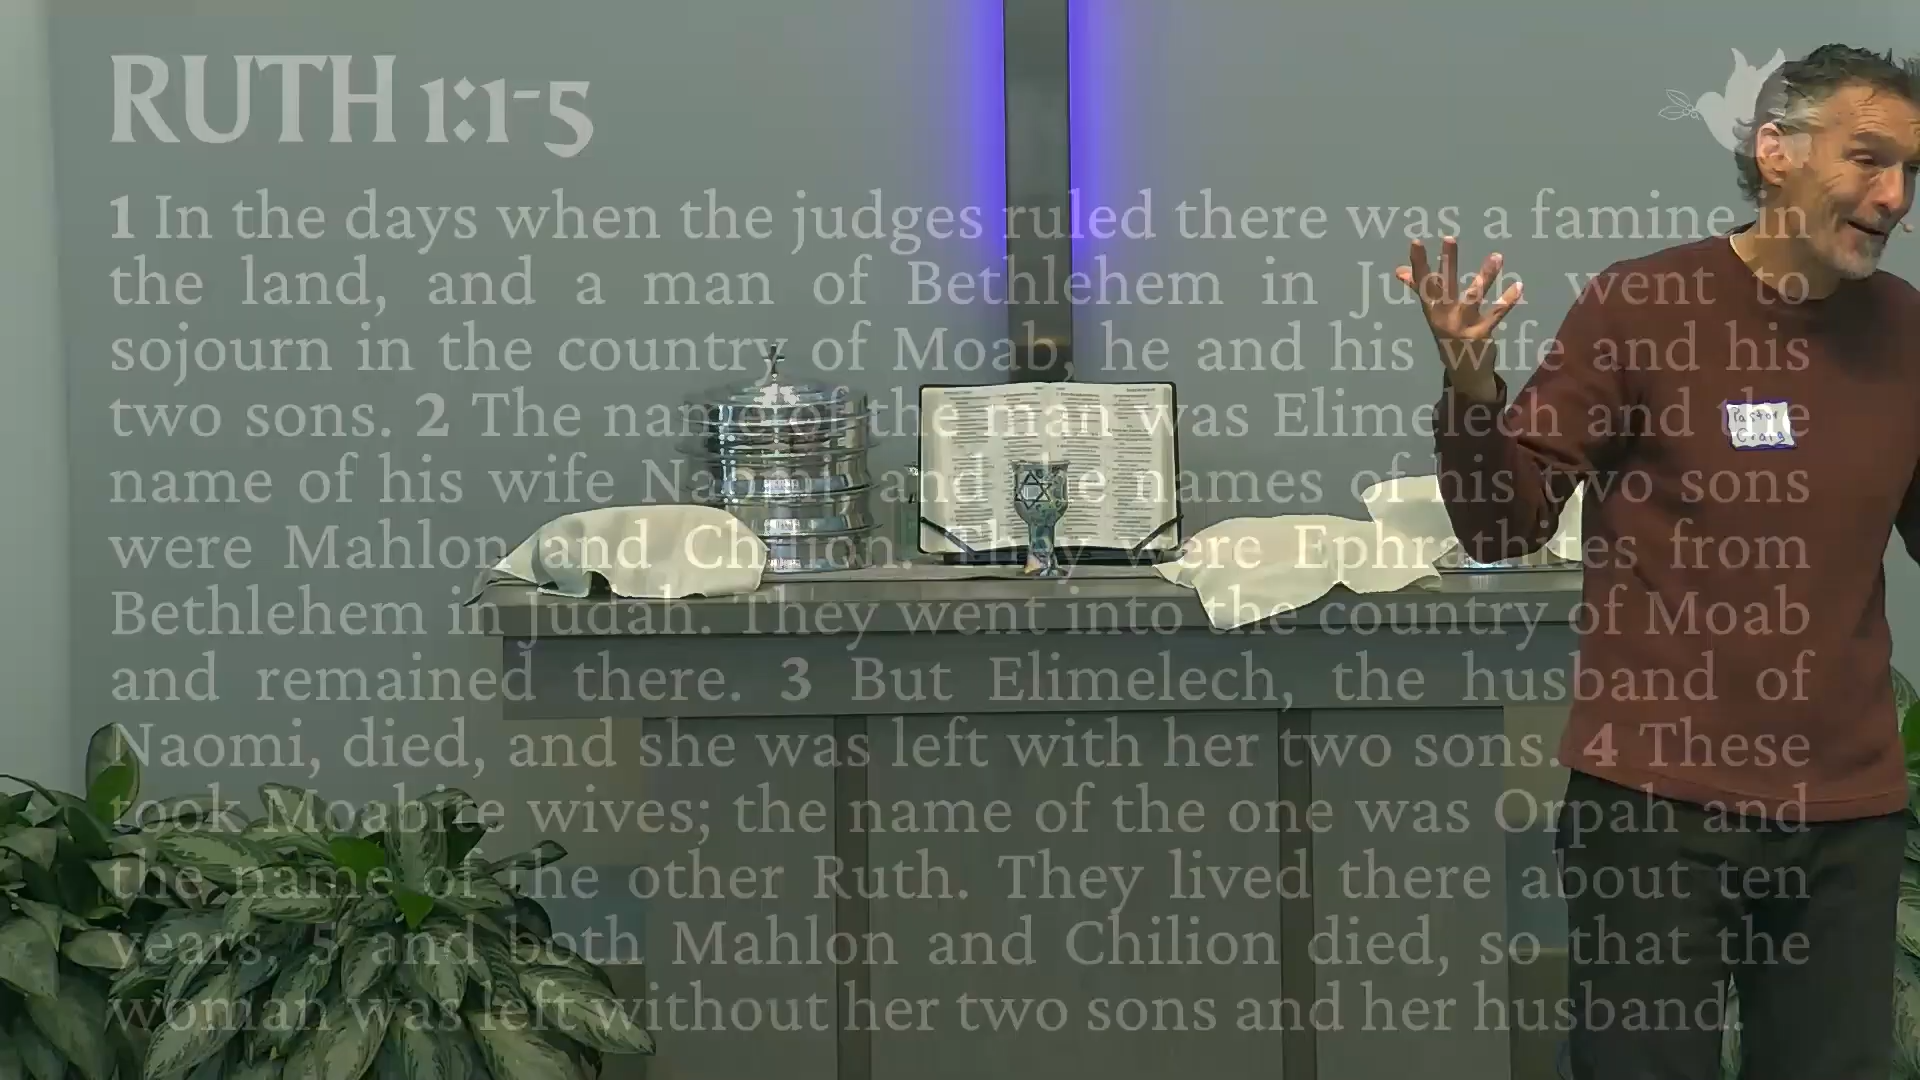 RUTH 1:1-5
1 In the days when the judges ruled there was a famine in
the land, and a man of Bethlehem in Judah went to
sojourn in the country of Moab, he and his wife and his
two sons. 2 The name of the man was Elimelech and the
name of his wife Naomi and the names of his two sons
were Mahlon and Chilion. They were Ephrathites from
Bethlehem in Judah. They went into the country of Moab
and remained there. 3 But Elimelech, the husband of
Naomi, died, and she was left with her two sons. 4 These
took Moabite wives; the name of the one was Orpah and
the name of the other Ruth. They lived there about ten
years, 5 and both Mahlon and Chilion died, so that the
woman was left without her two sons and her husband.
Pastor
Craig